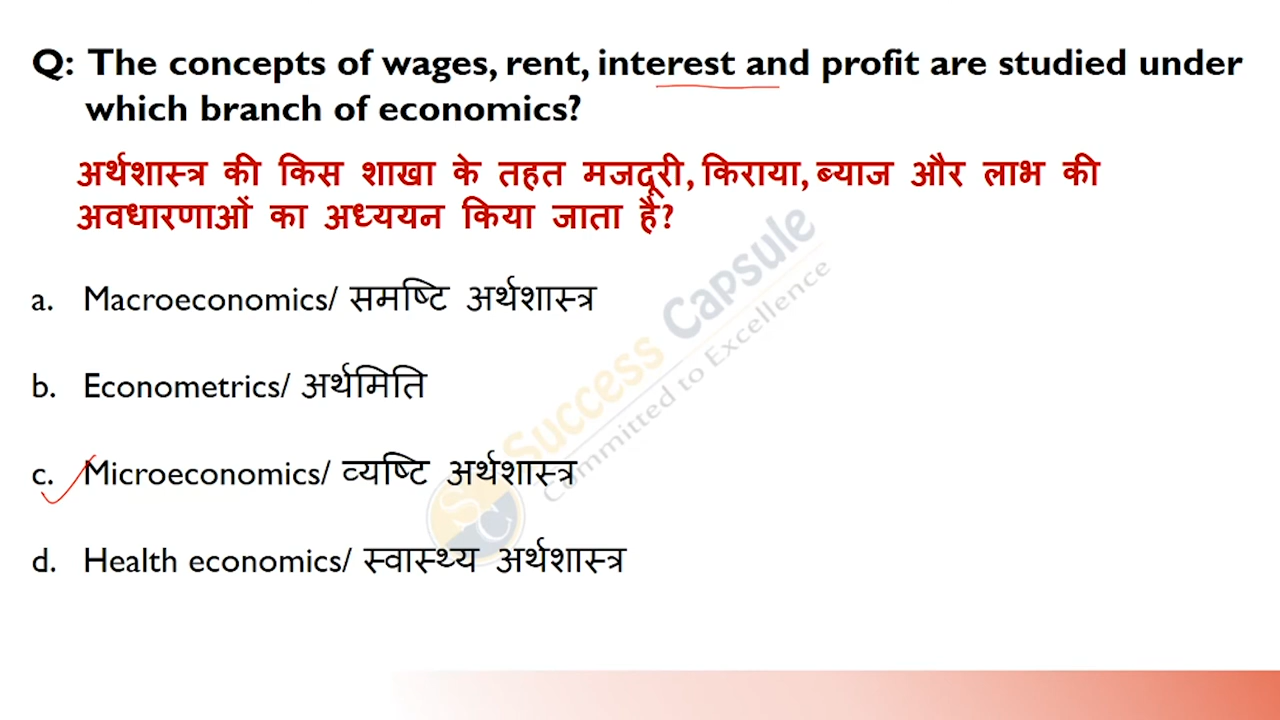 Q: The concepts of wages, rent, interest and profit are studied under
which branch of economics?
अर्थशास्त्र की किस शाखा के तहत मजदूरी, किराया, ब्याज और लाभ की
अवधारणाओं का अध्ययन किया जाता है?
a. Macroeconomics/ समष्टि अर्थशास्त्र
b. Econometrics/ अर्थमिति
c. Microeconomics/ व्यष्टि अर्थशास्त्र
d. Health economics/ स्वास्थ्य अर्थशास्त्र
SC
Success Capsule
Committed to Excellence